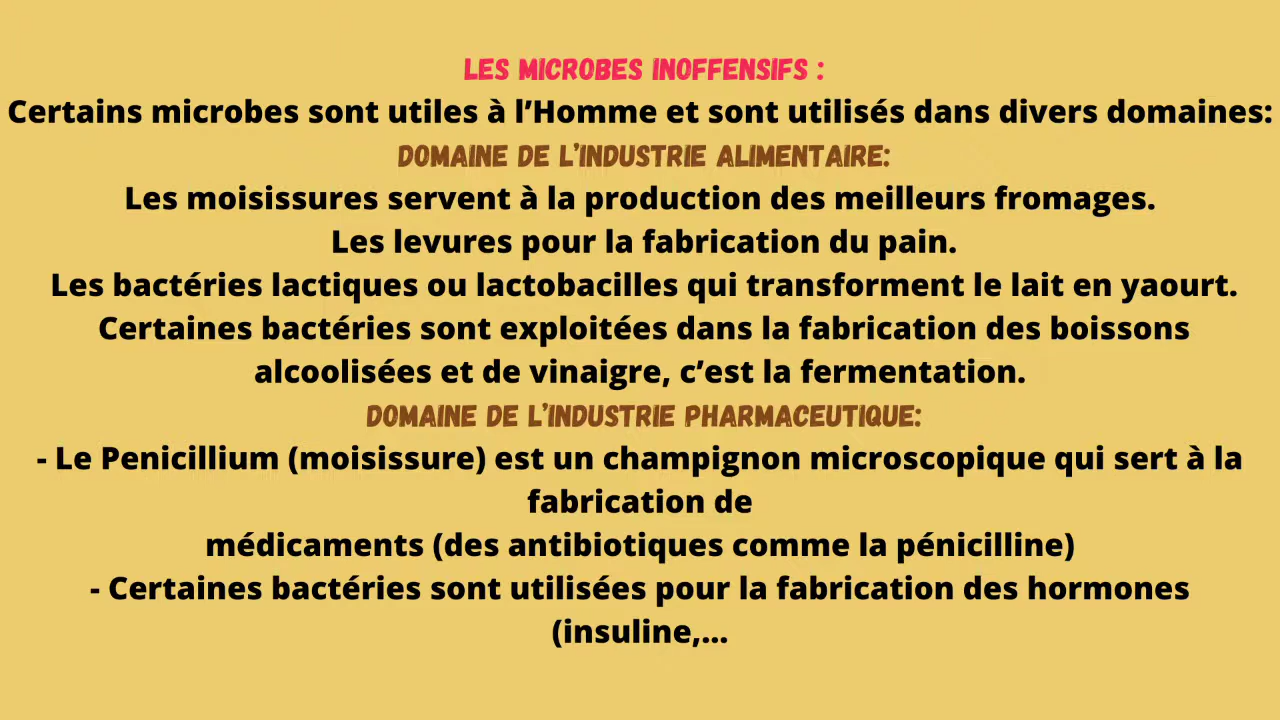 LES MICROBES INOFFENSIFS :
Certains microbes sont utiles à l’Homme et sont utilisés dans divers domaines:
DOMAINE DE L’INDUSTRIE ALIMENTAIRE:
Les moisissures servent à la production des meilleurs fromages.
Les levures pour la fabrication du pain.
Les bactéries lactiques ou lactobacilles qui transforment le lait en yaourt.
Certaines bactéries sont exploitées dans la fabrication des boissons
alcoolisées et de vinaigre, c’est la fermentation.
DOMAINE DE L’INDUSTRIE PHARMACEUTIQUE:
- Le Penicillium (moisissure) est un champignon microscopique qui sert à la
fabrication de
médicaments (des antibiotiques comme la pénicilline)
- Certaines bactéries sont utilisées pour la fabrication des hormones
(insuline,...